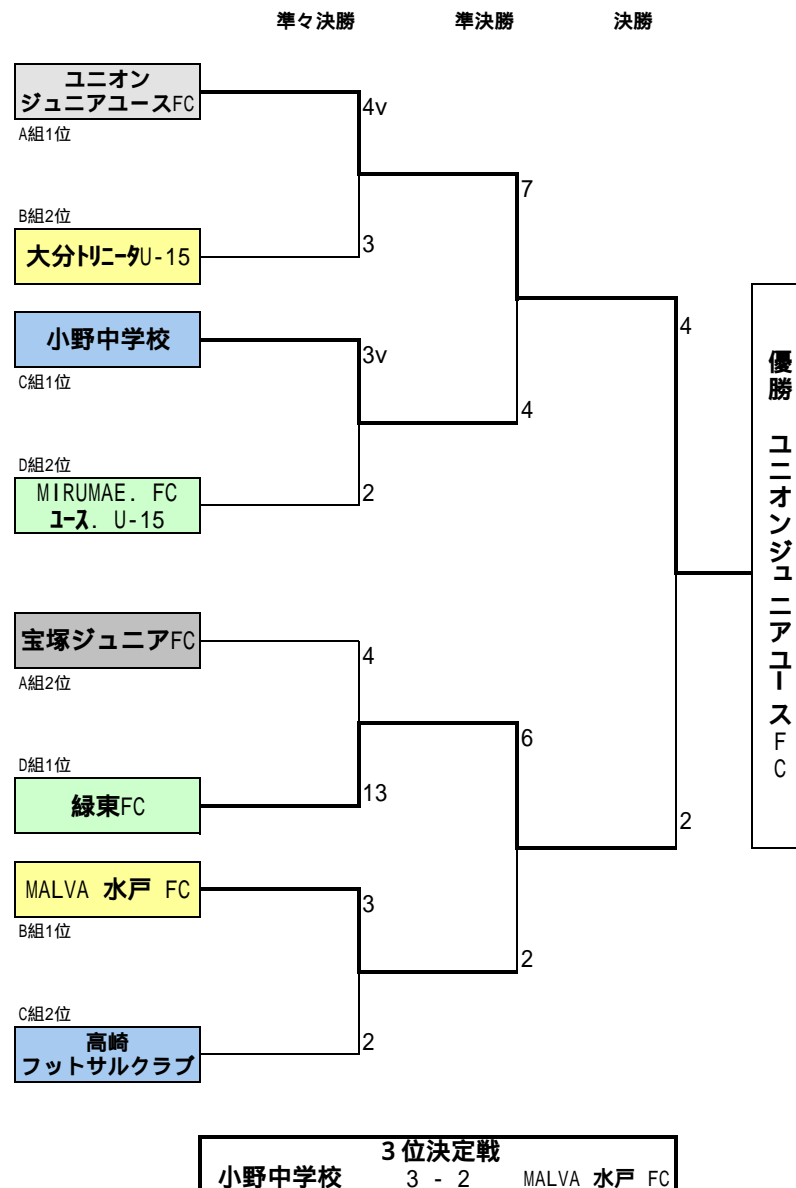 準々決勝 準決勝 決勝
ユニオン
ジュニアユースFC
A組1位
4v
7
B組2位
大分ﾄﾘﾆｰﾀU-15
3
4
小野中学校
C組1位
3v
4
D組2位
MIRUMAE. FC
ﾕｰｽ. U-15
2
優勝 ユニオンジュニアユースFC
宝塚ジュニアFC
A組2位
4
6
D組1位
緑東FC
13
2
MALVA 水戸 FC
B組1位
3
2
C組2位
高崎
フットサルクラブ
2
3位決定戦
小野中学校 3 - 2 MALVA 水戸 FC